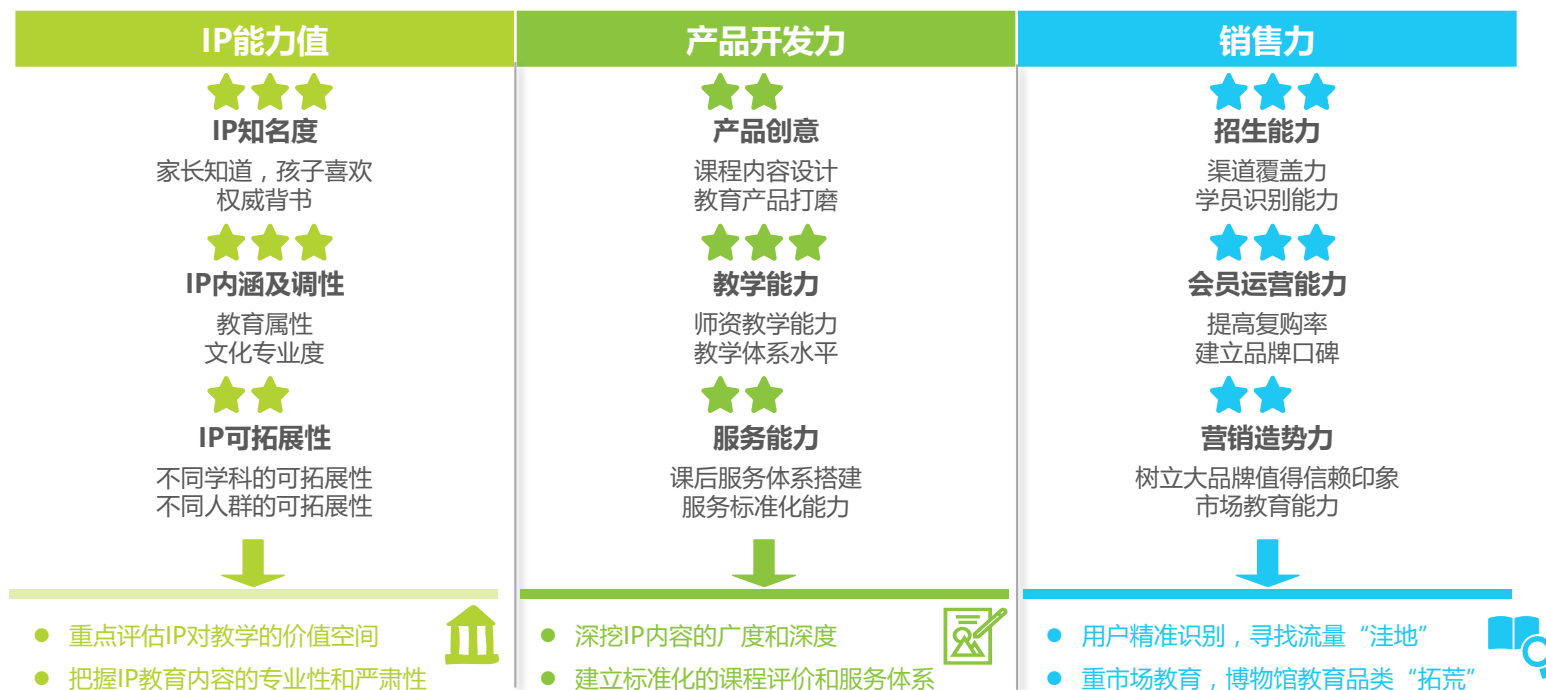 IP能力值
IP知名度
家长知道，孩子喜欢
权威背书
IP内涵及调性
教育属性
文化专业度
IP可拓展性
不同学科的可拓展性
不同人群的可拓展性
重点评估IP对教学的价值空间
把握IP教育内容的专业性和严肃性
产品开发力
产品创意
课程内容设计
教育产品打磨
教学能力
师资教学能力
教学体系水平
服务能力
课后服务体系搭建
服务标准化能力
深挖IP内容的广度和深度
建立标准化的课程评价和服务体系
销售力
招生能力
渠道覆盖力
学员识别能力
会员运营能力
提高复购率
建立品牌口碑
营销造势力
树立大品牌值得信赖印象
市场教育能力
用户精准识别，寻找流量“洼地”
重市场教育，博物馆教育品类“拓荒”